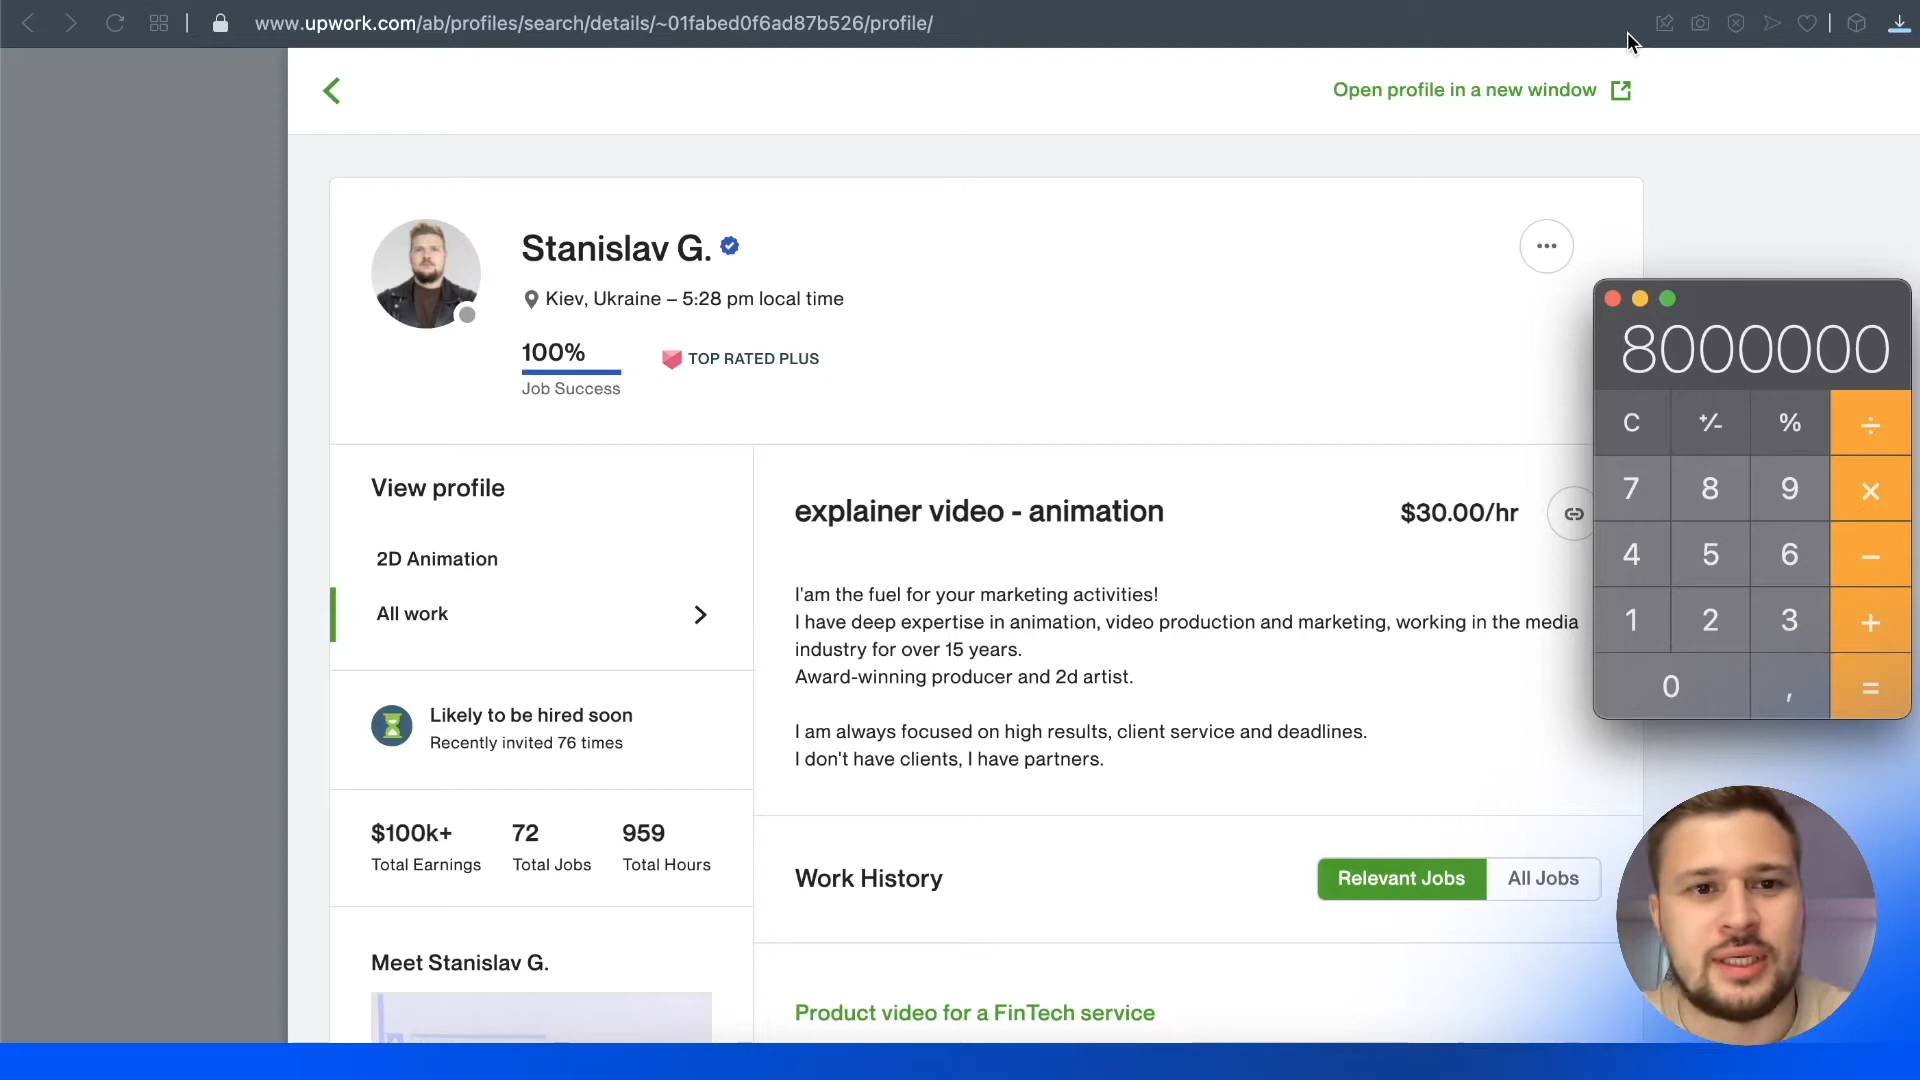 www.upwork.com/ab/profiles/search/details/~01fabed0f6ad87b526/profile/
Open profile in a new window
Stanislav G.
Kiev, Ukraine – 5:28 pm local time
100%
TOP RATED PLUS
Job Success
8000000
C +⁄- % ÷
7 8 9 ×
4 5 6 −
1 2 3 +
0 , =
View profile
2D Animation
All work
Likely to be hired soon
Recently invited 76 times
$100k+ 72 959
Total Earnings Total Jobs Total Hours
Meet Stanislav G.
explainer video - animation
$30.00/hr
I'am the fuel for your marketing activities!
I have deep expertise in animation, video production and marketing, working in the media
industry for over 15 years.
Award-winning producer and 2d artist.
I am always focused on high results, client service and deadlines.
I don't have clients, I have partners.
Work History
Relevant Jobs
All Jobs
Product video for a FinTech service